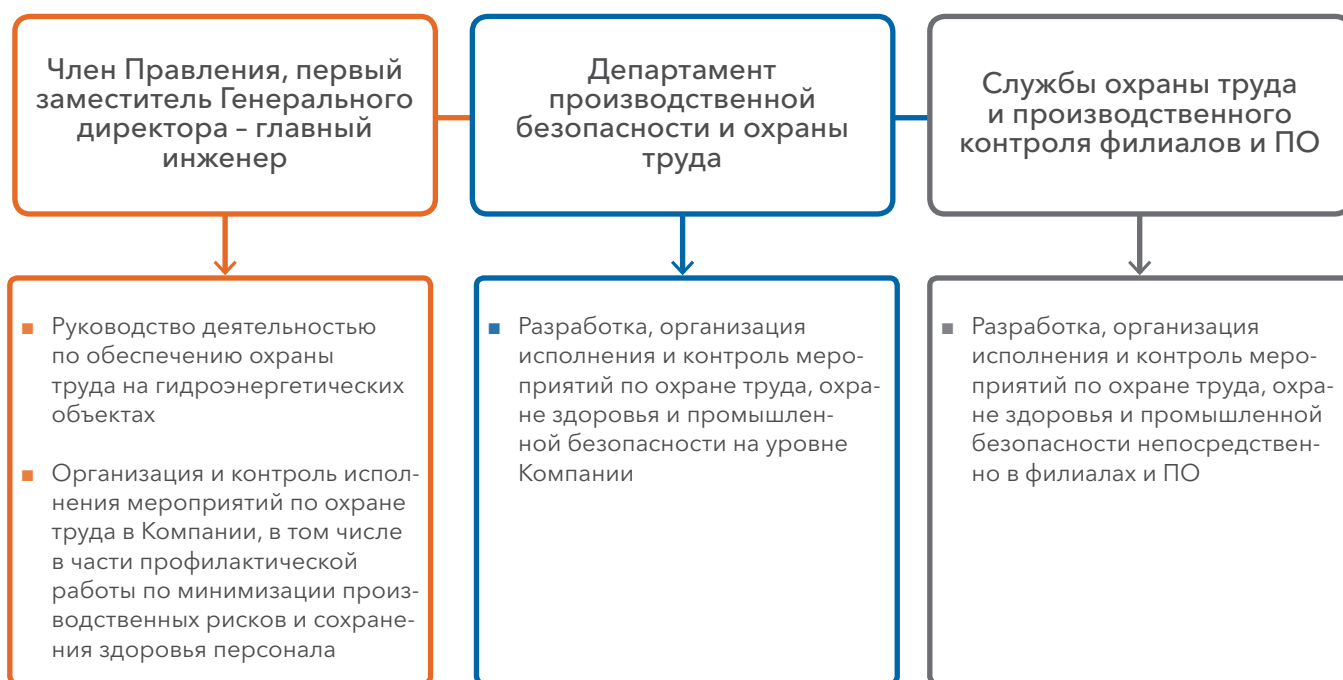 Член Правления, первый
заместитель Генерального
директора – главный
инженер
Департамент
производственной
безопасности и охраны
труда
Службы охраны труда
и производственного
контроля филиалов и ПО
Руководство деятельностью
по обеспечению охраны
труда на гидроэнергетических
объектах
Организация и контроль испол-
нения мероприятий по охране
труда в Компании, в том числе
в части профилактической
работы по минимизации произ-
водственных рисков и сохране-
ния здоровья персонала
Разработка, организация
исполнения и контроль меро-
приятий по охране труда, охра-
не здоровья и промышлен-
ной безопасности на уровне
Компании
Разработка, организация
исполнения и контроль меро-
приятий по охране труда, охра-
не здоровья и промышленной
безопасности непосредствен-
но в филиалах и ПО